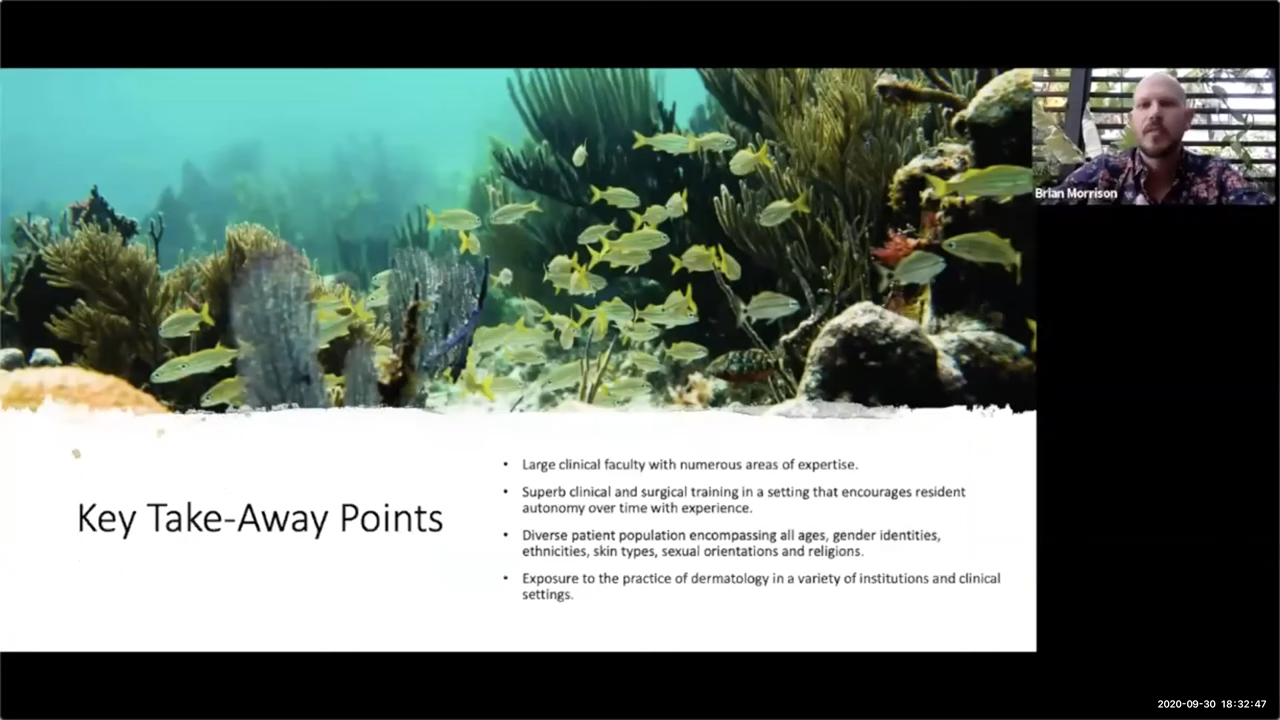 Brian Morrison
Key Take-Away Points
• Large clinical faculty with numerous areas of expertise.
• Superb clinical and surgical training in a setting that encourages resident
autonomy over time with experience.
• Diverse patient population encompassing all ages, gender identities,
ethnicities, skin types, sexual orientations and religions.
• Exposure to the practice of dermatology in a variety of institutions and clinical
settings.
2020-09-30 18:32:47